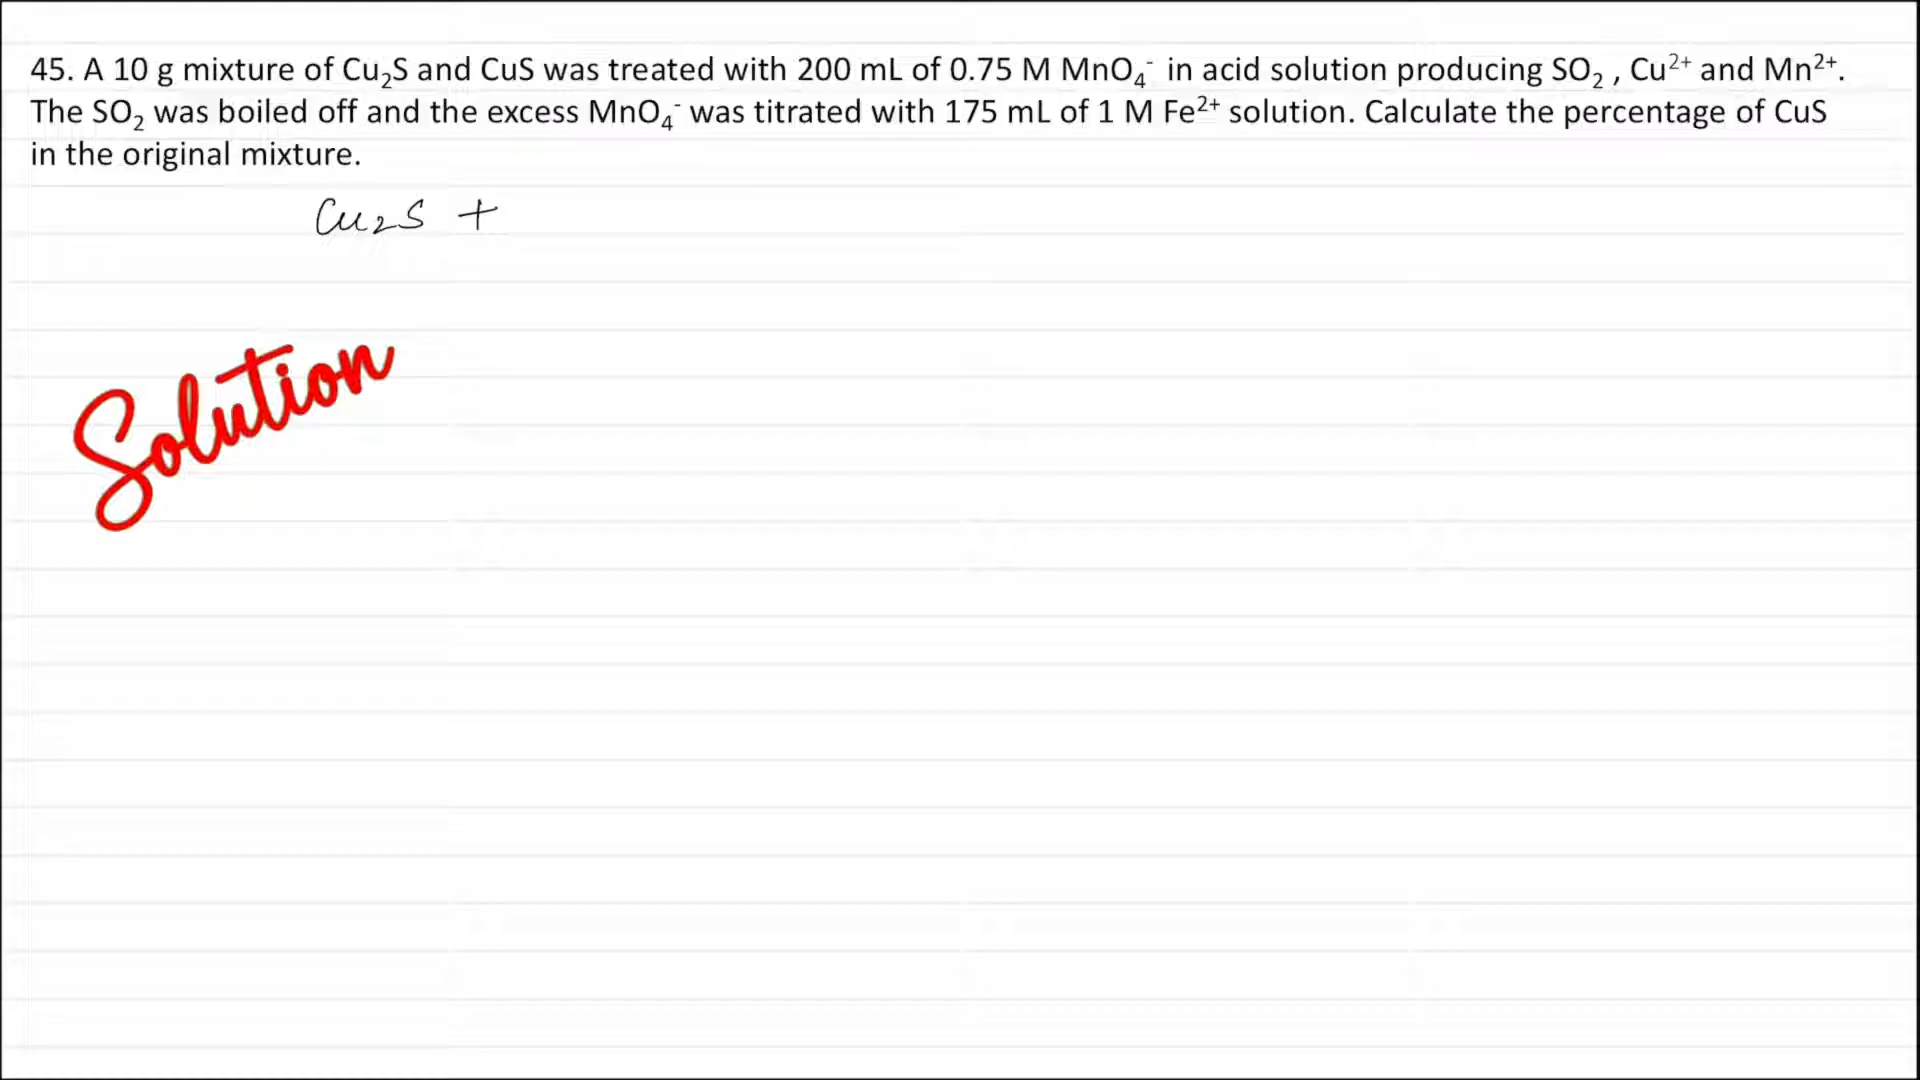 45. A 10 g mixture of Cu₂S and CuS was treated with 200 mL of 0.75 M MnO₄⁻ in acid solution producing SO₂ , Cu²⁺ and Mn²⁺.
The SO₂ was boiled off and the excess MnO₄⁻ was titrated with 175 mL of 1 M Fe²⁺ solution. Calculate the percentage of CuS
in the original mixture.
Cu₂S +
Solution